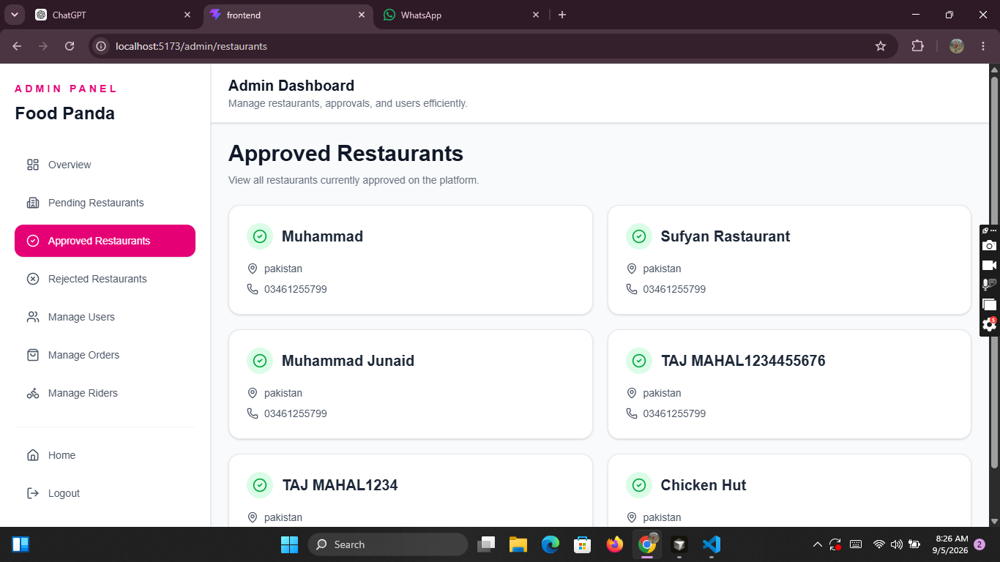 ChatGPT
frontend
WhatsApp
localhost:5173/admin/restaurants
ADMIN PANEL
Food Panda
Overview
Pending Restaurants
Approved Restaurants
Rejected Restaurants
Manage Users
Manage Orders
Manage Riders
Home
Logout
Admin Dashboard
Manage restaurants, approvals, and users efficiently.
Approved Restaurants
View all restaurants currently approved on the platform.
Muhammad
pakistan
03461255799
Sufyan Rastaurant
pakistan
03461255799
Muhammad Junaid
pakistan
03461255799
TAJ MAHAL1234455676
pakistan
03461255799
TAJ MAHAL1234
pakistan
Chicken Hut
pakistan
5
Search
8:26 AM
9/5/2026
2